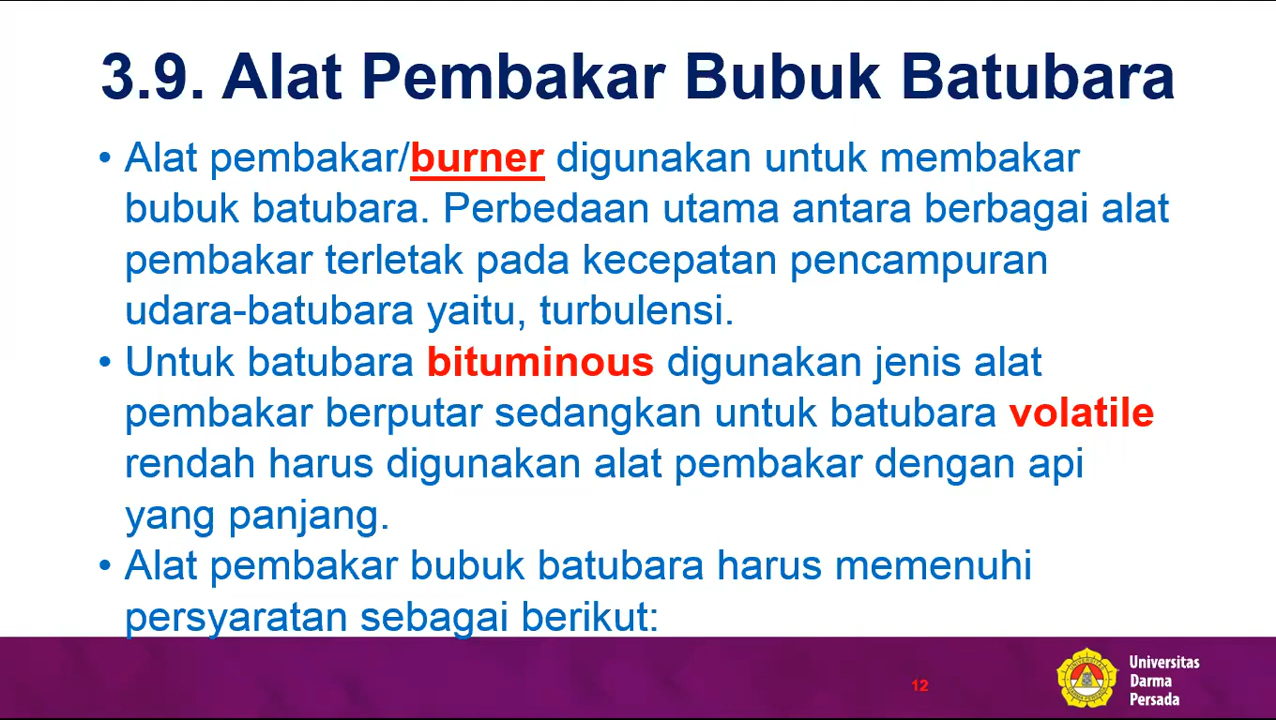 3.9. Alat Pembakar Bubuk Batubara
• Alat pembakar/burner digunakan untuk membakar
bubuk batubara. Perbedaan utama antara berbagai alat
pembakar terletak pada kecepatan pencampuran
udara-batubara yaitu, turbulensi.
• Untuk batubara bituminous digunakan jenis alat
pembakar berputar sedangkan untuk batubara volatile
rendah harus digunakan alat pembakar dengan api
yang panjang.
• Alat pembakar bubuk batubara harus memenuhi
persyaratan sebagai berikut:
12
Universitas
Darma
Persada